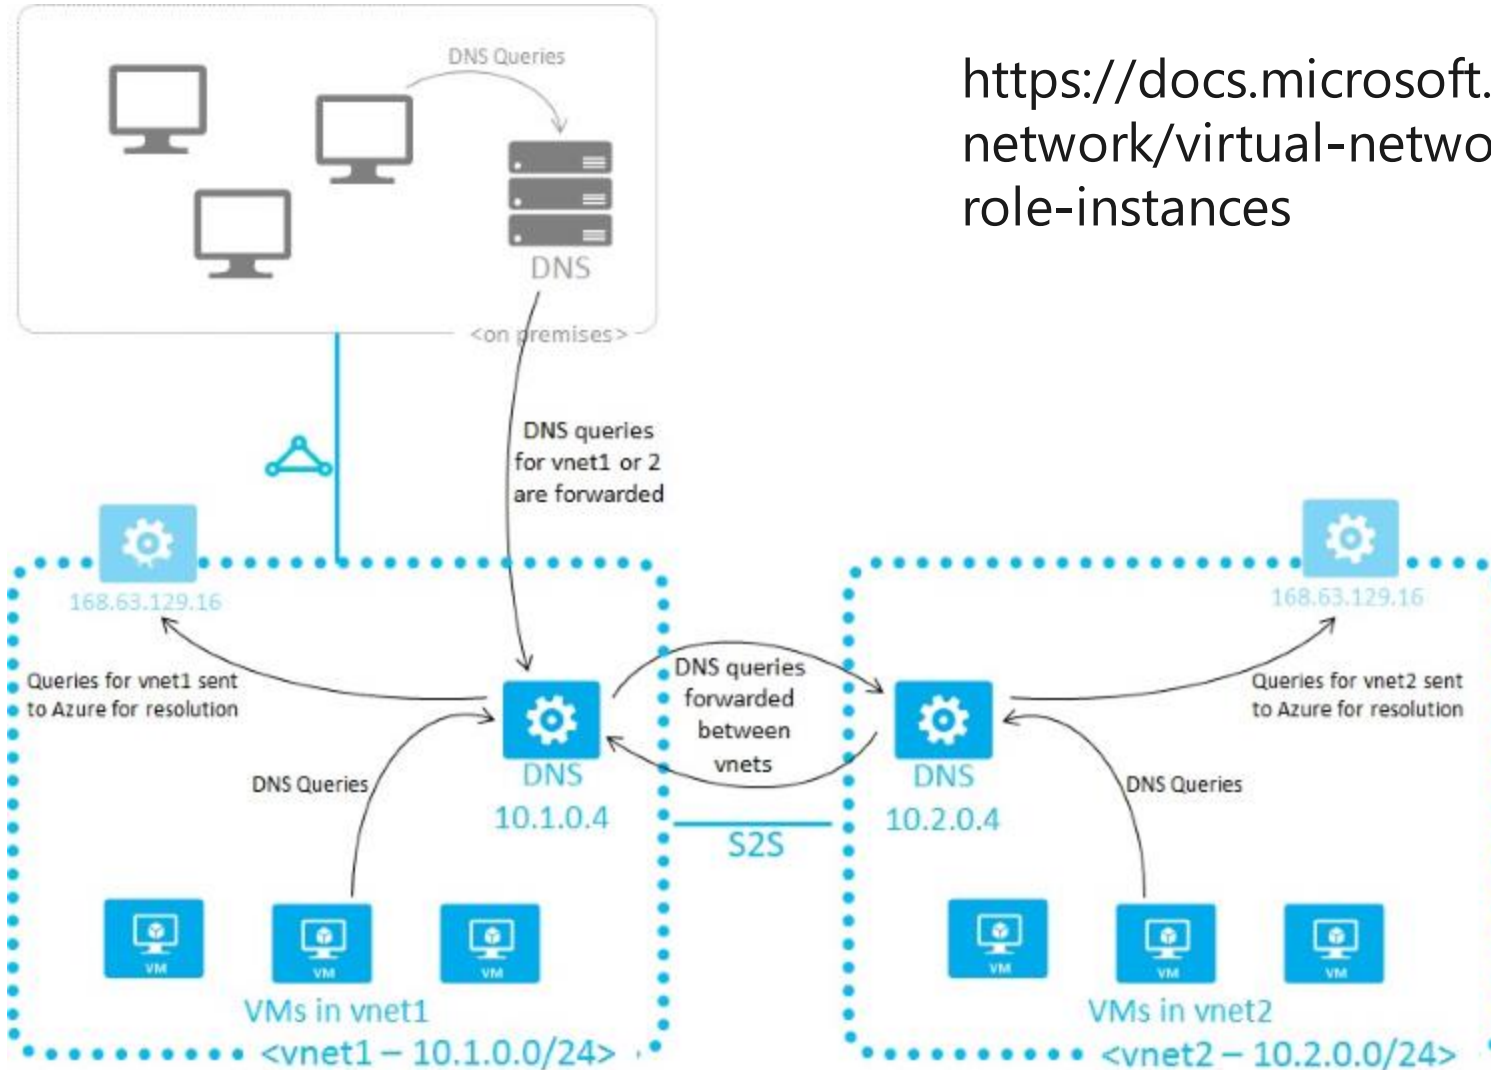 DNS Queries
https://docs.microsoft.
network/virtual-netwo
role-instances
DNS
<on premises>
DNS queries
for vnet1 or 2
are forwarded
168.63.129.16
168.63.129.16
Queries for vnet1 sent
to Azure for resolution
DNS queries
forwarded
between
vnets
Queries for vnet2 sent
to Azure for resolution
DNS
10.1.0.4
DNS
10.2.0.4
DNS Queries
DNS Queries
S2S
VM
VM
VM
VM
VM
VM
VMs in vnet1
VMs in vnet2
<vnet1 – 10.1.0.0/24>
<vnet2 – 10.2.0.0/24>